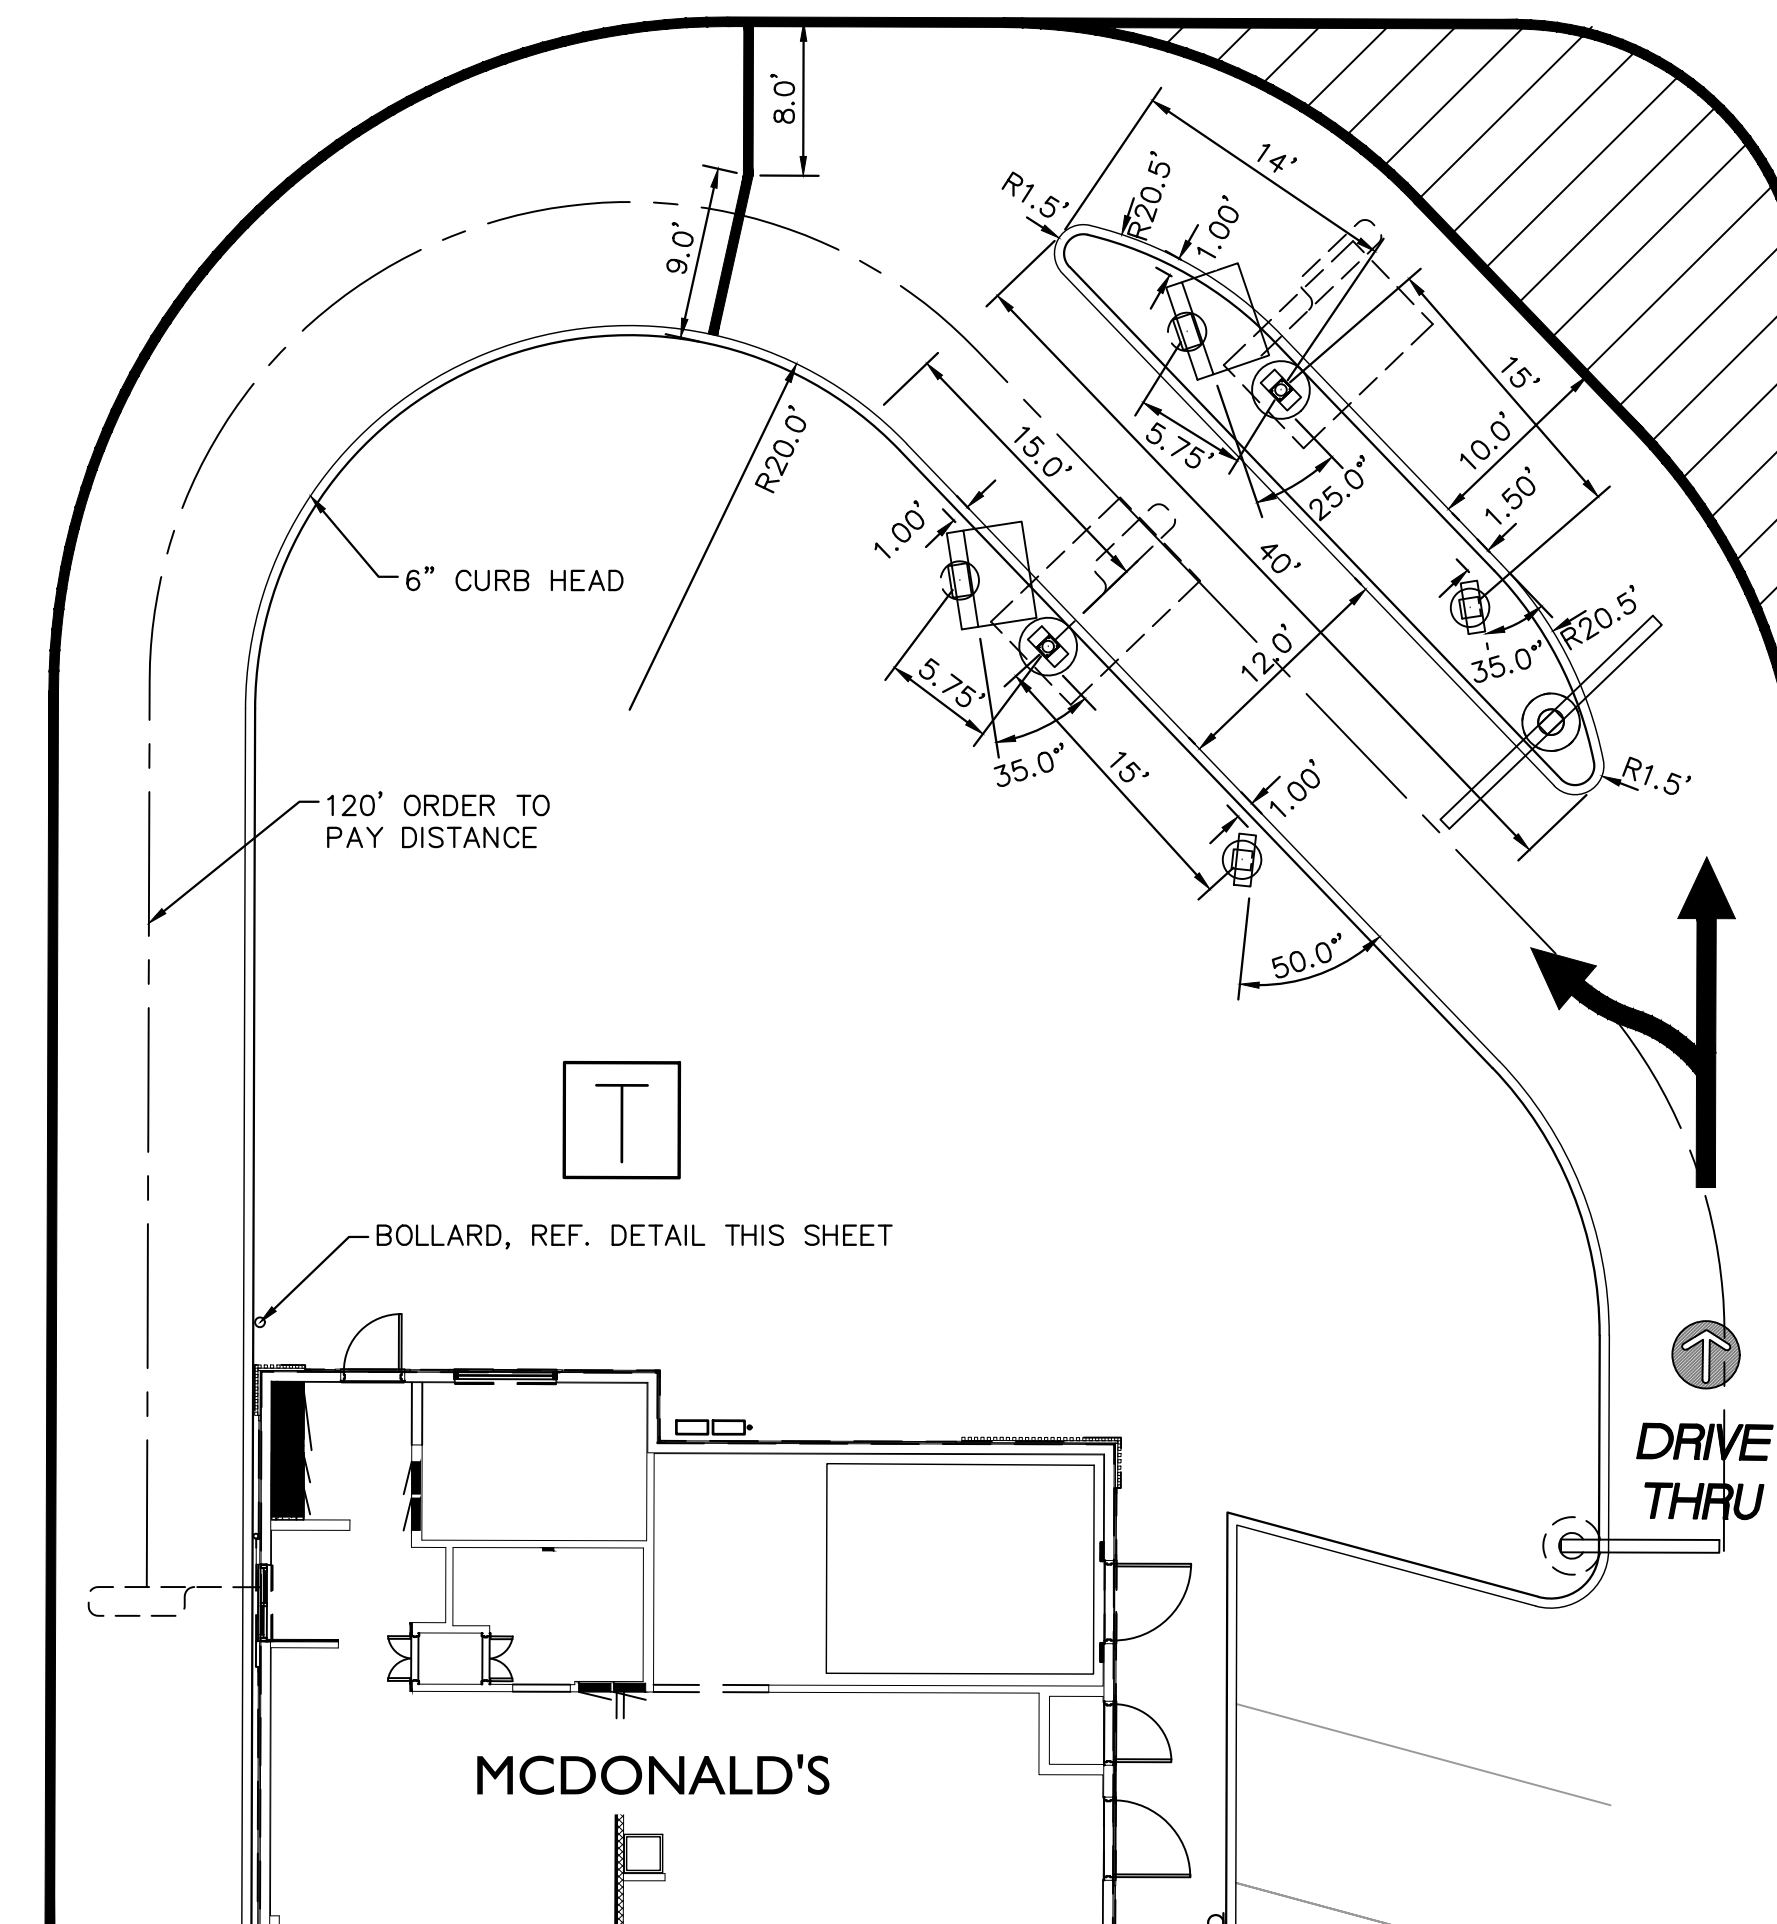 8.0'
14'
R1.5'
R20.5'
1.00'
9.0'
15'
10.0'
5.75'
25.0°
1.50'
15.0'
R20.0'
1.00'
40'
6" CURB HEAD
12.0'
35.0°
R20.5'
5.75'
35.0°
15'
1.00'
R1.5'
120' ORDER TO
PAY DISTANCE
50.0°
T
BOLLARD, REF. DETAIL THIS SHEET
DRIVE
THRU
MCDONALD'S